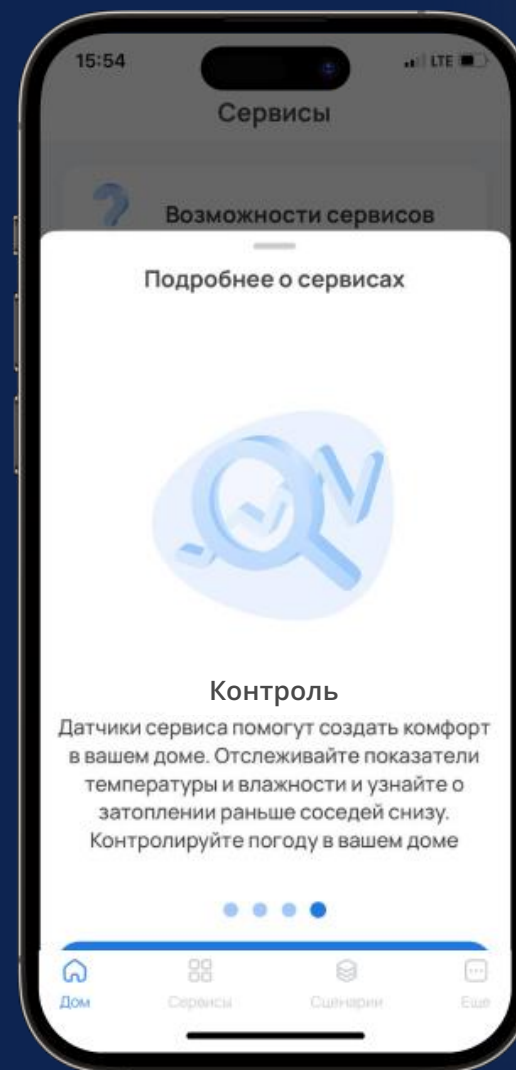 15:54
LTE
Сервисы
Возможности сервисов
Подробнее о сервисах
Контроль
Датчики сервиса помогут создать комфорт
в вашем доме. Отслеживайте показатели
температуры и влажности и узнайте о
затоплении раньше соседей снизу.
Контролируйте погоду в вашем доме
Дом
Сервисы
Сценарии
Еще